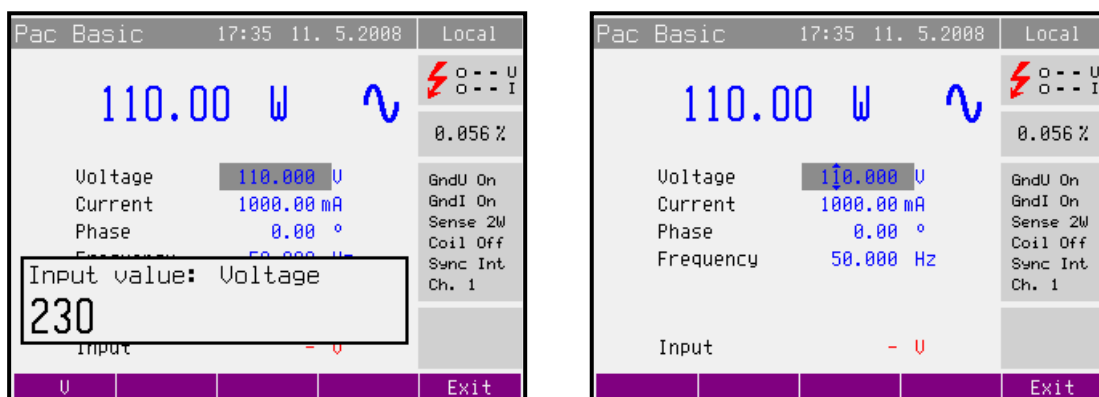 Pac Basic 17:35 11. 5.2008 Local
o-- U
o-- I
110.00 W
0.056 %
Voltage 110.000 V
Current 1000.00 mA
Phase 0.00 °
GndU On
GndI On
Sense 2W
Coil Off
Sync Int
Ch. 1
Input value: Voltage
230
Input - V
V Exit
Pac Basic 17:35 11. 5.2008 Local
o-- U
o-- I
110.00 W
0.056 %
Voltage 110.000 V
Current 1000.00 mA
Phase 0.00 °
Frequency 50.000 Hz
GndU On
GndI On
Sense 2W
Coil Off
Sync Int
Ch. 1
Input - V
Exit